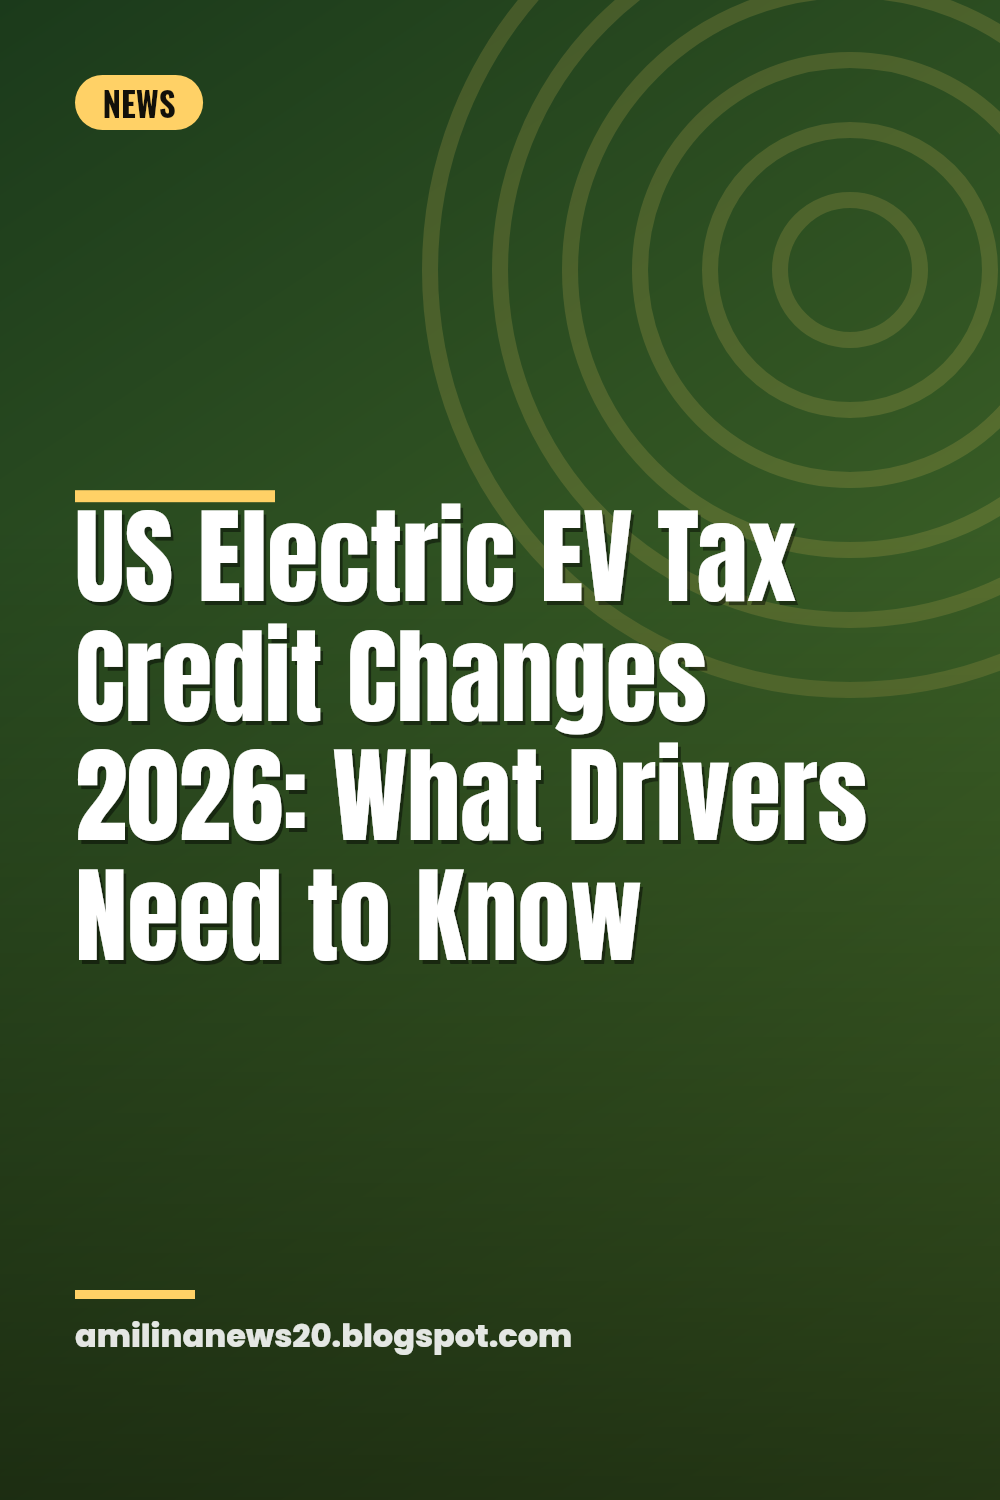 NEWS
US Electric EV Tax
Credit Changes
2026: What Drivers
Need to Know
amilinanews20.blogspot.com